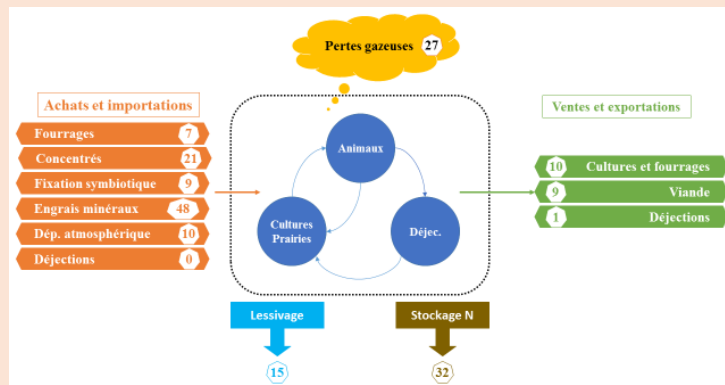 Pertes gazeuses 27
Achats et importations
Fourrages 7
Concentrés 21
Fixation symbiotique 9
Engrais minéraux 48
Dép. atmosphérique 10
Déjections 0
Animaux
Cultures
Prairies
Déjec.
Ventes et exportations
10 Cultures et fourrages
9 Viande
1 Déjections
Lessivage
15
Stockage N
32